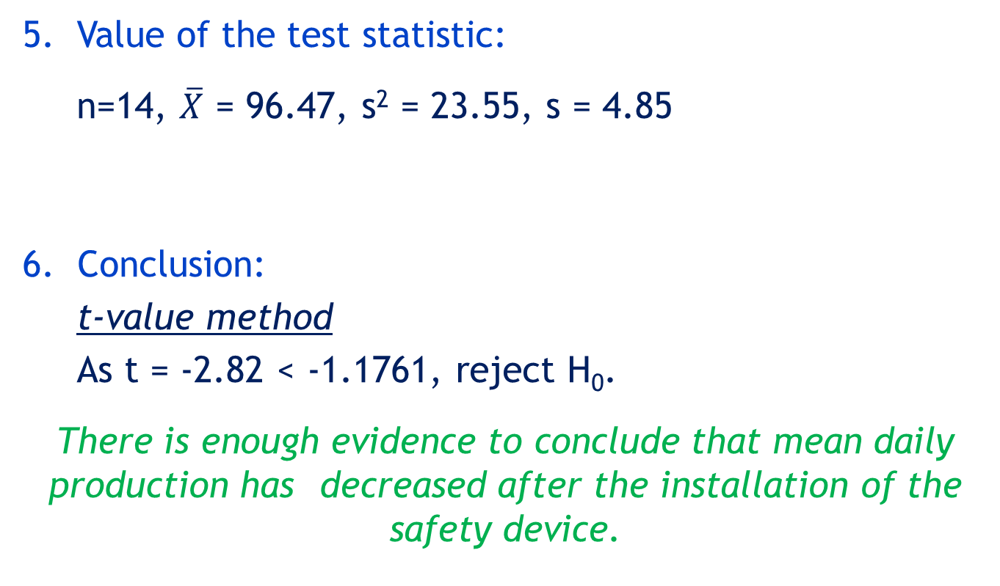 5. Value of the test statistic:
n=14, X̅ = 96.47, s² = 23.55, s = 4.85
6. Conclusion:
t-value method
As t = -2.82 < -1.1761, reject H₀.
There is enough evidence to conclude that mean daily
production has decreased after the installation of the
safety device.